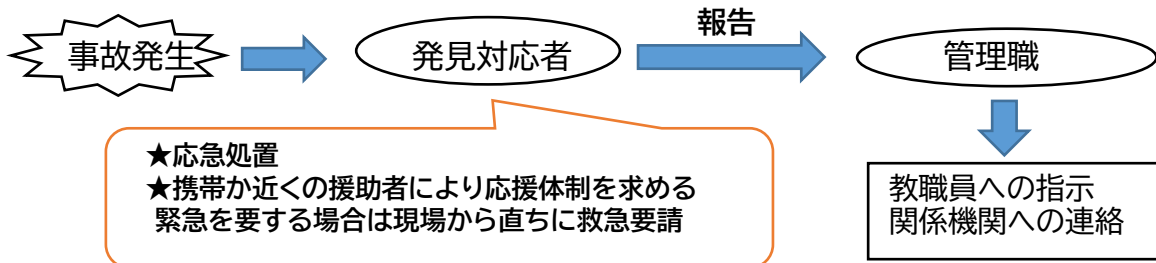 報告
事故発生
発見対応者
管理職
★応急処置
★携帯か近くの援助者により応援体制を求める
緊急を要する場合は現場から直ちに救急要請
教職員への指示
関係機関への連絡